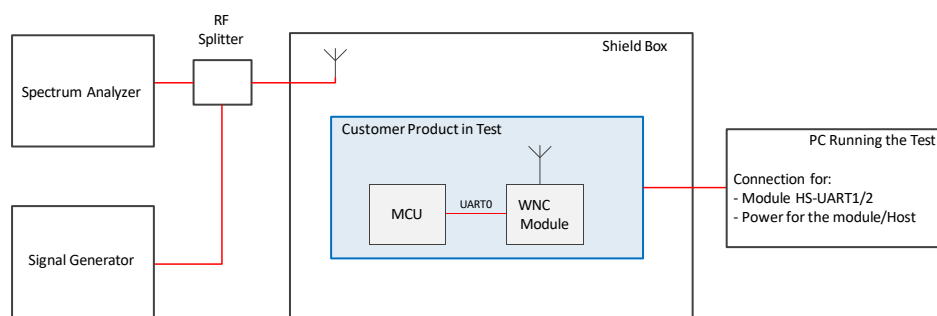 RF
Splitter
Shield Box
Spectrum Analyzer
Customer Product in Test
PC Running the Test
Connection for:
- Module HS-UART1/2
- Power for the module/Host
MCU
UART0
WNC
Module
Signal Generator